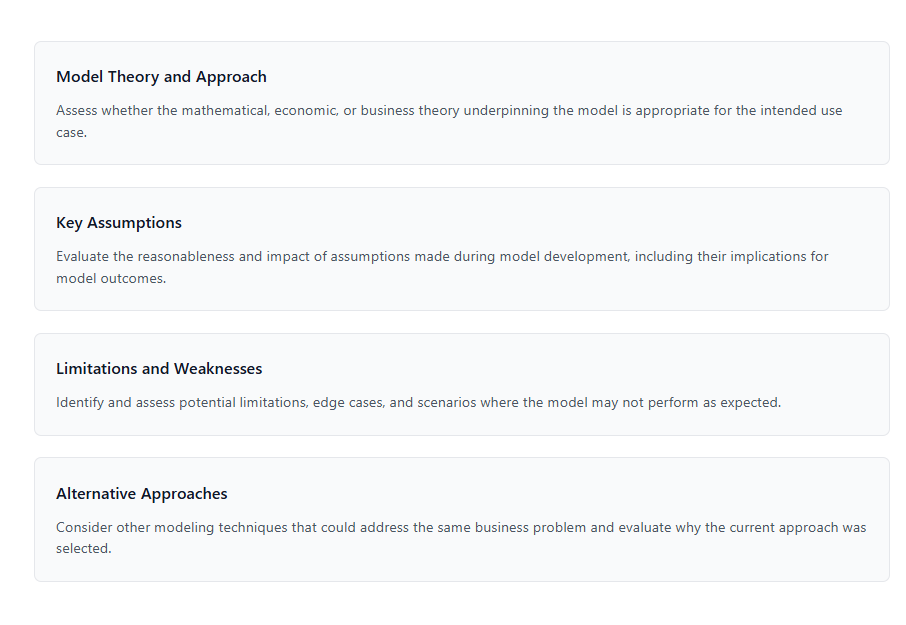 Model Theory and Approach
Assess whether the mathematical, economic, or business theory underpinning the model is appropriate for the intended use
case.
Key Assumptions
Evaluate the reasonableness and impact of assumptions made during model development, including their implications for
model outcomes.
Limitations and Weaknesses
Identify and assess potential limitations, edge cases, and scenarios where the model may not perform as expected.
Alternative Approaches
Consider other modeling techniques that could address the same business problem and evaluate why the current approach was
selected.